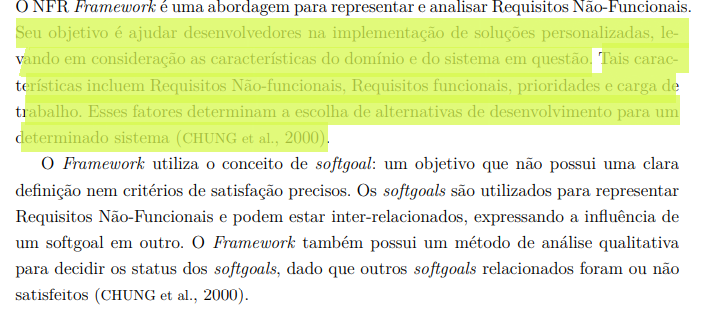 O NFR Framework é uma abordagem para representar e analisar Requisitos Não-Funcionais.
Seu objetivo é ajudar desenvolvedores na implementação de soluções personalizadas, le-
vando em consideração as características do domínio e do sistema em questão. Tais carac-
terísticas incluem Requisitos Não-funcionais, Requisitos funcionais, prioridades e carga de
trabalho. Esses fatores determinam a escolha de alternativas de desenvolvimento para um
determinado sistema (CHUNG et al., 2000).
O Framework utiliza o conceito de softgoal: um objetivo que não possui uma clara
definição nem critérios de satisfação precisos. Os softgoals são utilizados para representar
Requisitos Não-Funcionais e podem estar inter-relacionados, expressando a influência de
um softgoal em outro. O Framework também possui um método de análise qualitativa
para decidir os status dos softgoals, dado que outros softgoals relacionados foram ou não
satisfeitos (CHUNG et al., 2000).